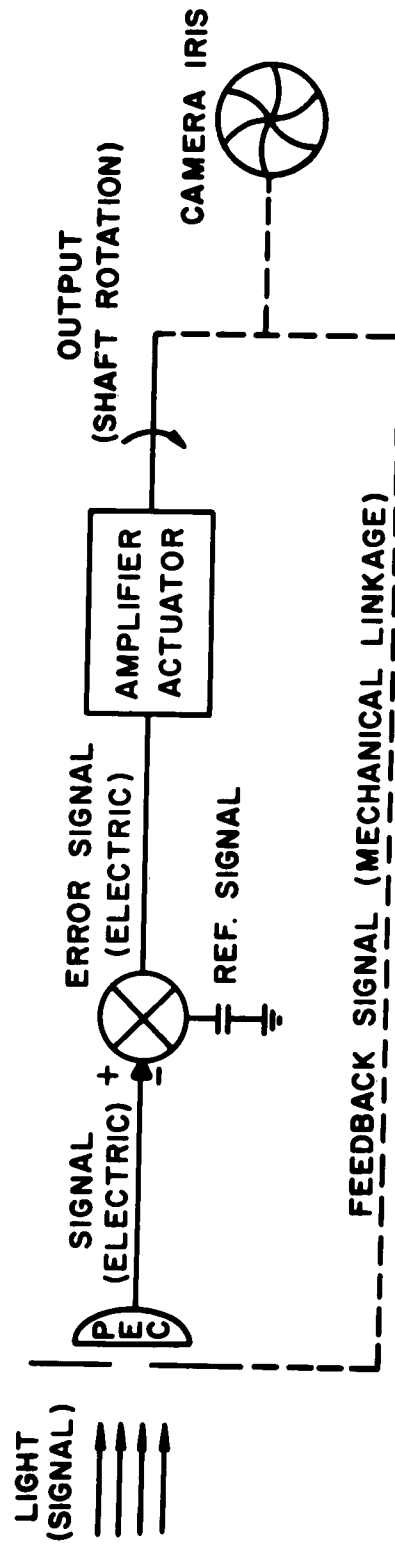 LIGHT
(SIGNAL)
PEC
SIGNAL
(ELECTRIC)
+
-
ERROR SIGNAL
(ELECTRIC)
REF. SIGNAL
AMPLIFIER
ACTUATOR
OUTPUT
(SHAFT ROTATION)
CAMERA IRIS
FEEDBACK SIGNAL (MECHANICAL LINKAGE)